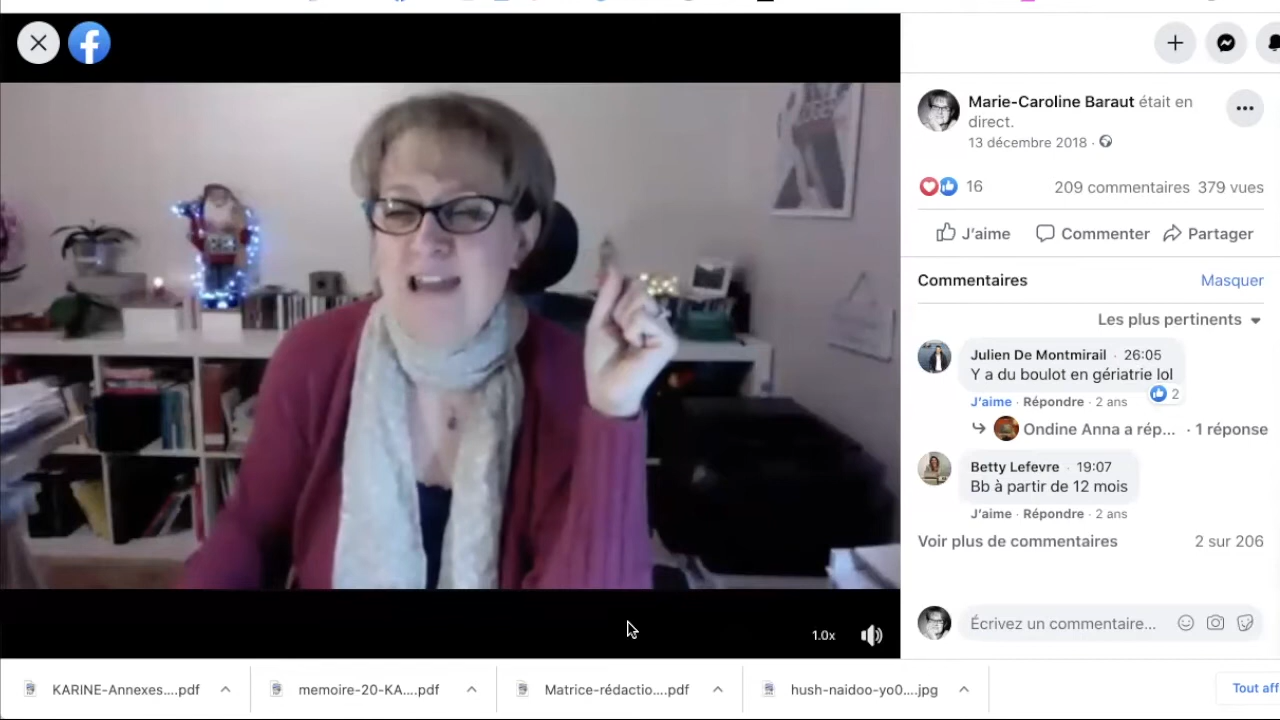 Marie-Caroline Baraut était en
direct.
13 décembre 2018 ·
16
209 commentaires 379 vues
J'aime
Commenter
Partager
Commentaires
Masquer
Les plus pertinents
Julien De Montmirail · 26:05
Y a du boulot en gériatrie lol
2
J'aime · Répondre · 2 ans
Ondine Anna a rép... · 1 réponse
Betty Lefevre · 19:07
Bb à partir de 12 mois
J'aime · Répondre · 2 ans
Voir plus de commentaires
2 sur 206
Écrivez un commentaire...
1.0x
KARINE-Annexes....pdf
memoire-20-KA....pdf
Matrice-rédactio....pdf
hush-naidoo-yo0....jpg
Tout aff